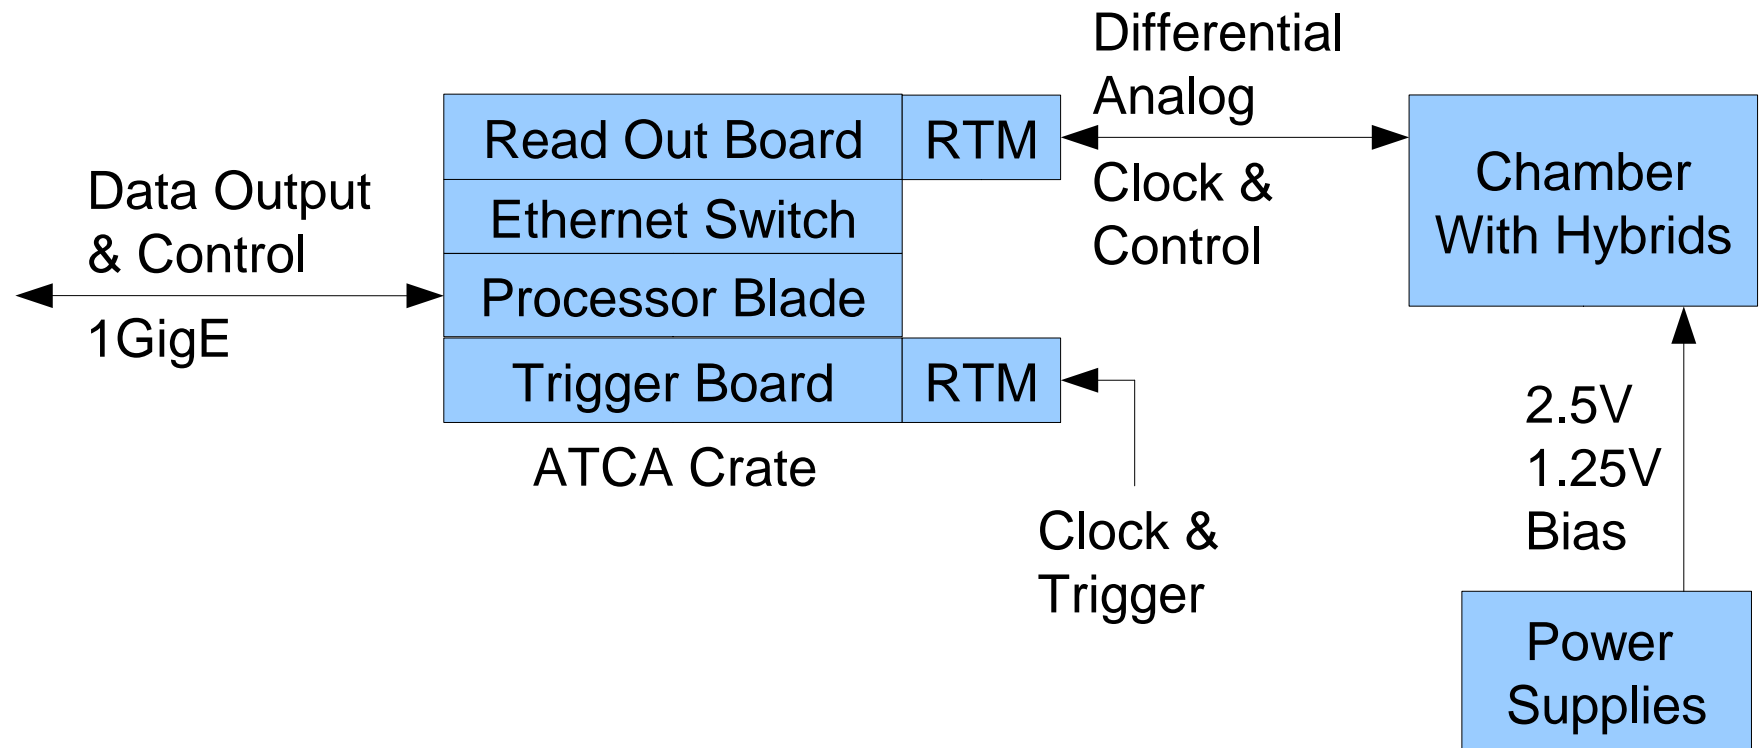 Data Output
& Control
1GigE
Read Out Board
RTM
Ethernet Switch
Processor Blade
Trigger Board
RTM
ATCA Crate
Differential
Analog
Clock &
Control
Clock &
Trigger
Chamber
With Hybrids
2.5V
1.25V
Bias
Power
Supplies